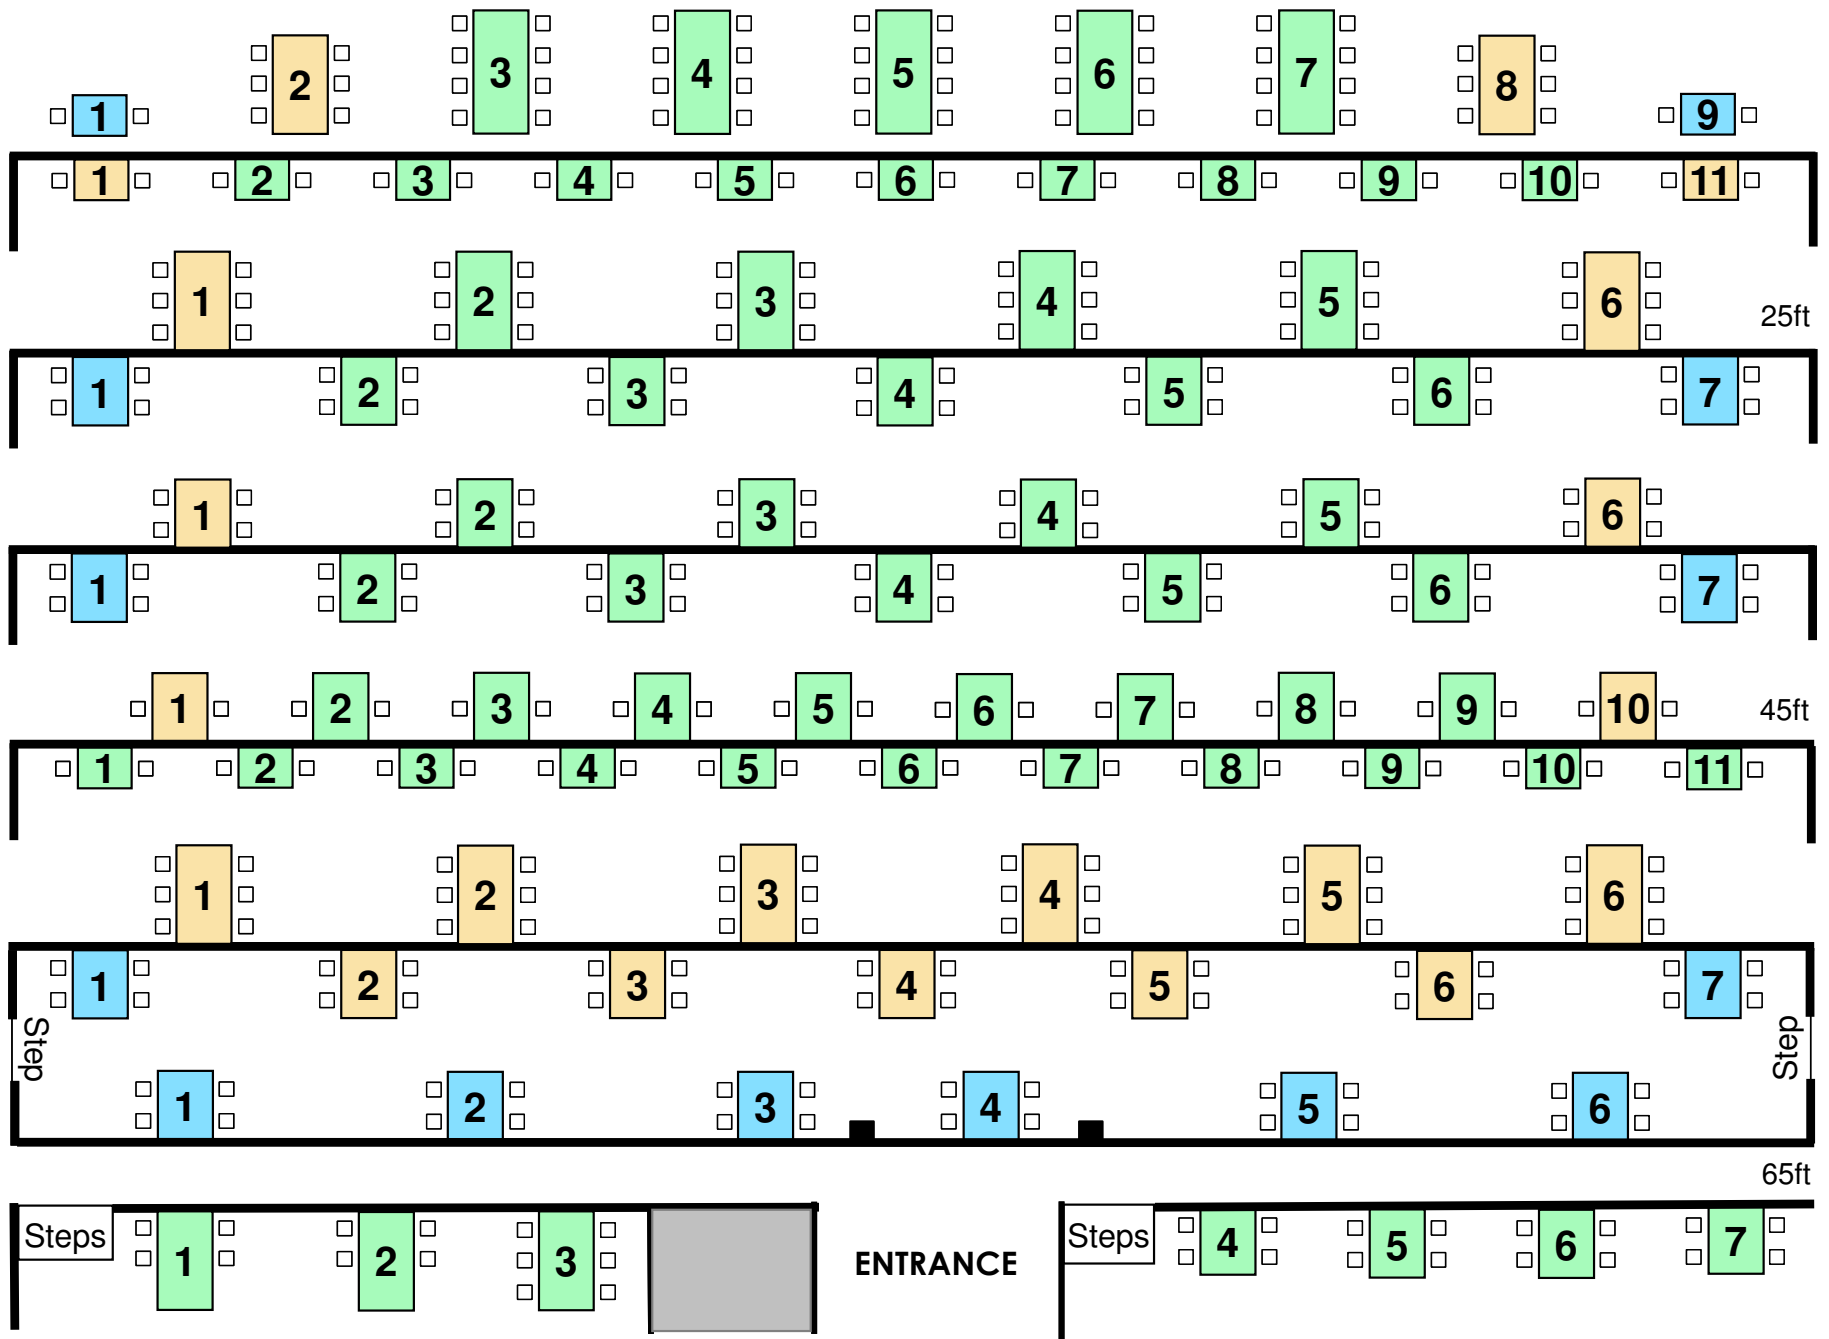 1 2 3 4 5 6 7 8 9
1 2 3 4 5 6 7 8 9 10 11
1 2 3 4 5 6
25ft
1 2 3 4 5 6 7
1 2 3 4 5 6
1 2 3 4 5 6 7
1 2 3 4 5 6 7 8 9 10
45ft
1 2 3 4 5 6 7 8 9 10 11
1 2 3 4 5 6
1 2 3 4 5 6 7
Step
Step
1 2 3 4 5 6
65ft
Steps
1 2 3
ENTRANCE
Steps
4 5 6 7